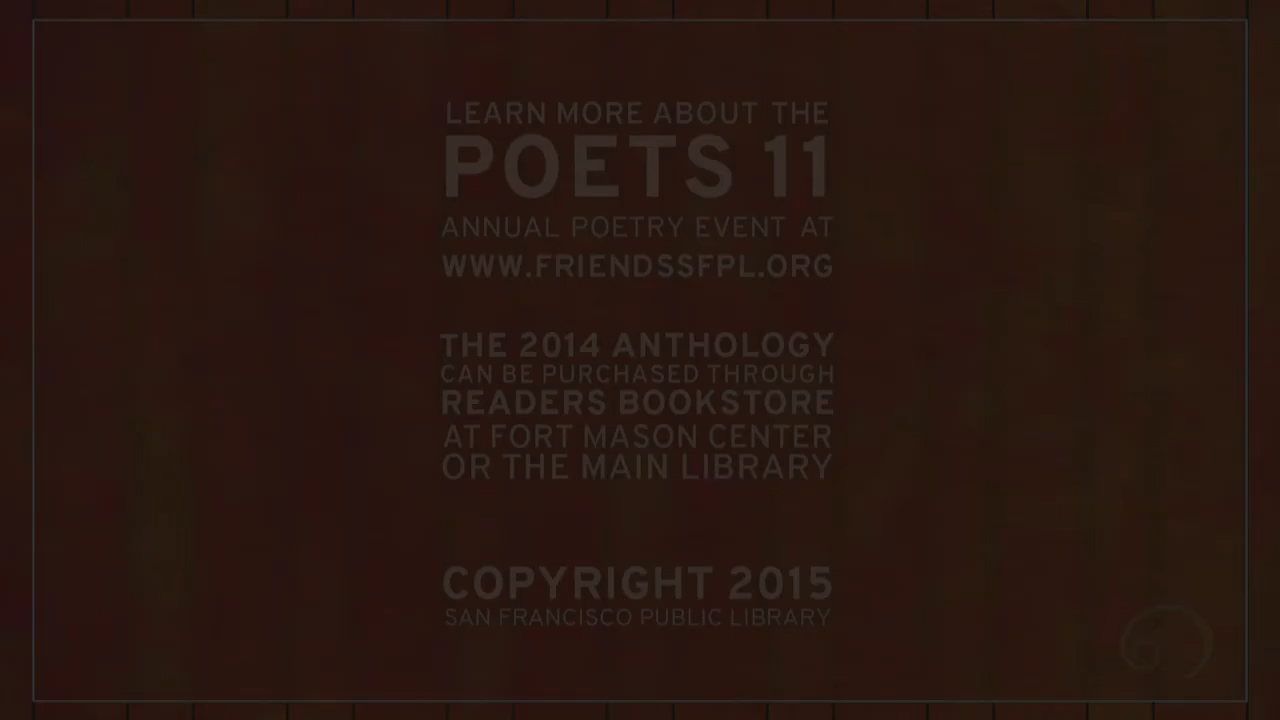 LEARN MORE ABOUT THE
POETS 11
ANNUAL POETRY EVENT AT
WWW.FRIENDSSFPL.ORG
THE 2014 ANTHOLOGY
CAN BE PURCHASED THROUGH
READERS BOOKSTORE
AT FORT MASON CENTER
OR THE MAIN LIBRARY
COPYRIGHT 2015
SAN FRANCISCO PUBLIC LIBRARY